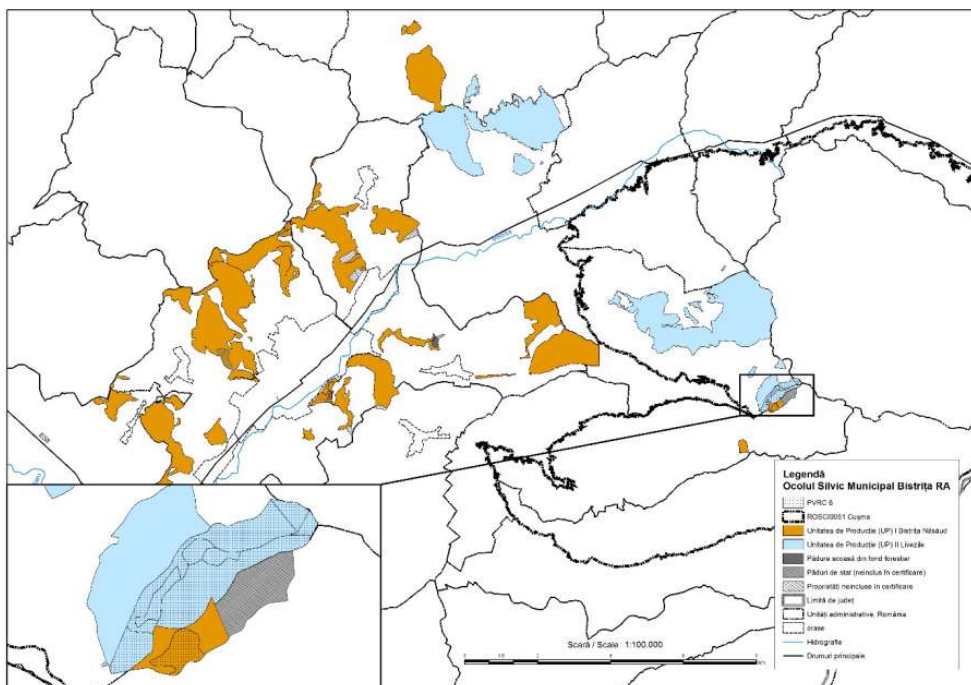 Legendă
Ocolul Silvic Municipal Bistrița RA
PVRC 6
ROSCI0051 Cușma
Unitatea de Producție (UP) I Bistrița Năsăud
Unitatea de Producție (UP) II Livezile
Pădure scoasă din fond forestier
Păduri de stat (neinclus în certificare)
Proprietăți neincluse în certificare
Limită de județ
Unități administrative, România
orase
Hidrografie
Drumuri principale
Scară / Scale 1:100.000